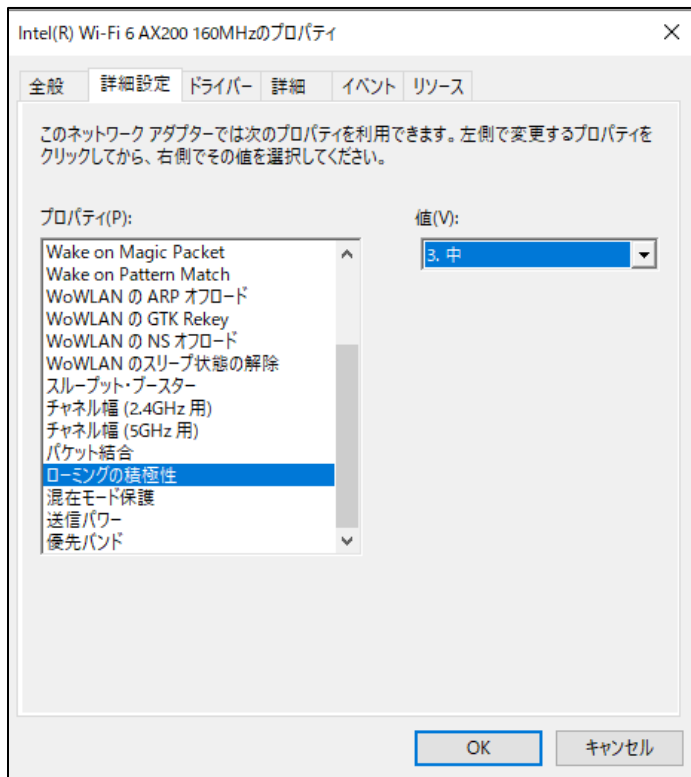 Intel(R) Wi-Fi 6 AX200 160MHzのプロパティ
全般
詳細設定
ドライバー
詳細
イベント
リソース
このネットワーク アダプターでは次のプロパティを利用できます。左側で変更するプロパティを
クリックしてから、右側でその値を選択してください。
プロパティ(P):
値(V):
Wake on Magic Packet
Wake on Pattern Match
WoWLAN の ARP オフロード
WoWLAN の GTK Rekey
WoWLAN の NS オフロード
WoWLAN のスリープ状態の解除
スループット・ブースター
チャネル幅 (2.4GHz 用)
チャネル幅 (5GHz 用)
パケット結合
ローミングの積極性
混在モード保護
送信パワー
優先バンド
3. 中
OK
キャンセル